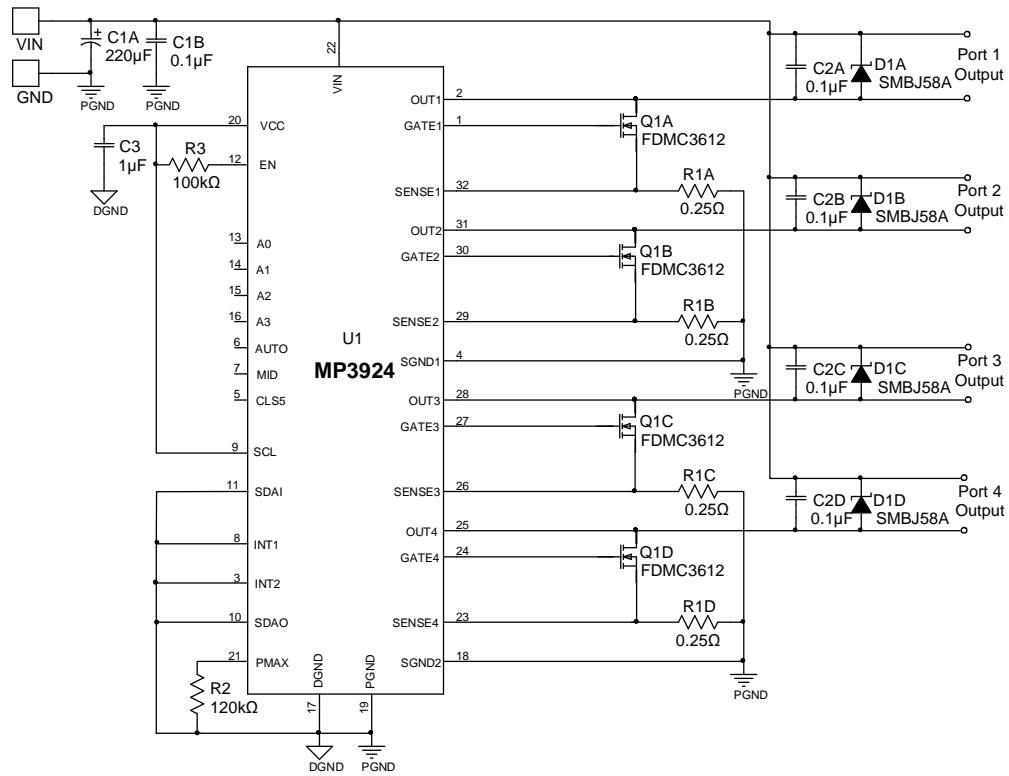 VIN
GND
C1A
220µF
C1B
0.1µF
PGND
PGND
22
VIN
C3
1µF
DGND
R3
100kΩ
20 VCC
12 EN
13 A0
14 A1
15 A2
16 A3
6 AUTO
7 MID
5 CLS5
9 SCL
11 SDAI
8 INT1
3 INT2
10 SDAO
21 PMAX
R2
120kΩ
U1
MP3924
DGND
17
DGND
PGND
19
PGND
OUT1 2
GATE1 1
SENSE1 32
OUT2 31
GATE2 30
SENSE2 29
SGND1 4
OUT3 28
GATE3 27
SENSE3 26
OUT4 25
GATE4 24
SENSE4 23
SGND2 18
Q1A
FDMC3612
R1A
0.25Ω
Q1B
FDMC3612
R1B
0.25Ω
PGND
Q1C
FDMC3612
R1C
0.25Ω
Q1D
FDMC3612
R1D
0.25Ω
PGND
C2A
0.1µF
D1A
SMBJ58A
Port 1
Output
C2B
0.1µF
D1B
SMBJ58A
Port 2
Output
C2C
0.1µF
D1C
SMBJ58A
Port 3
Output
C2D
0.1µF
D1D
SMBJ58A
Port 4
Output
+